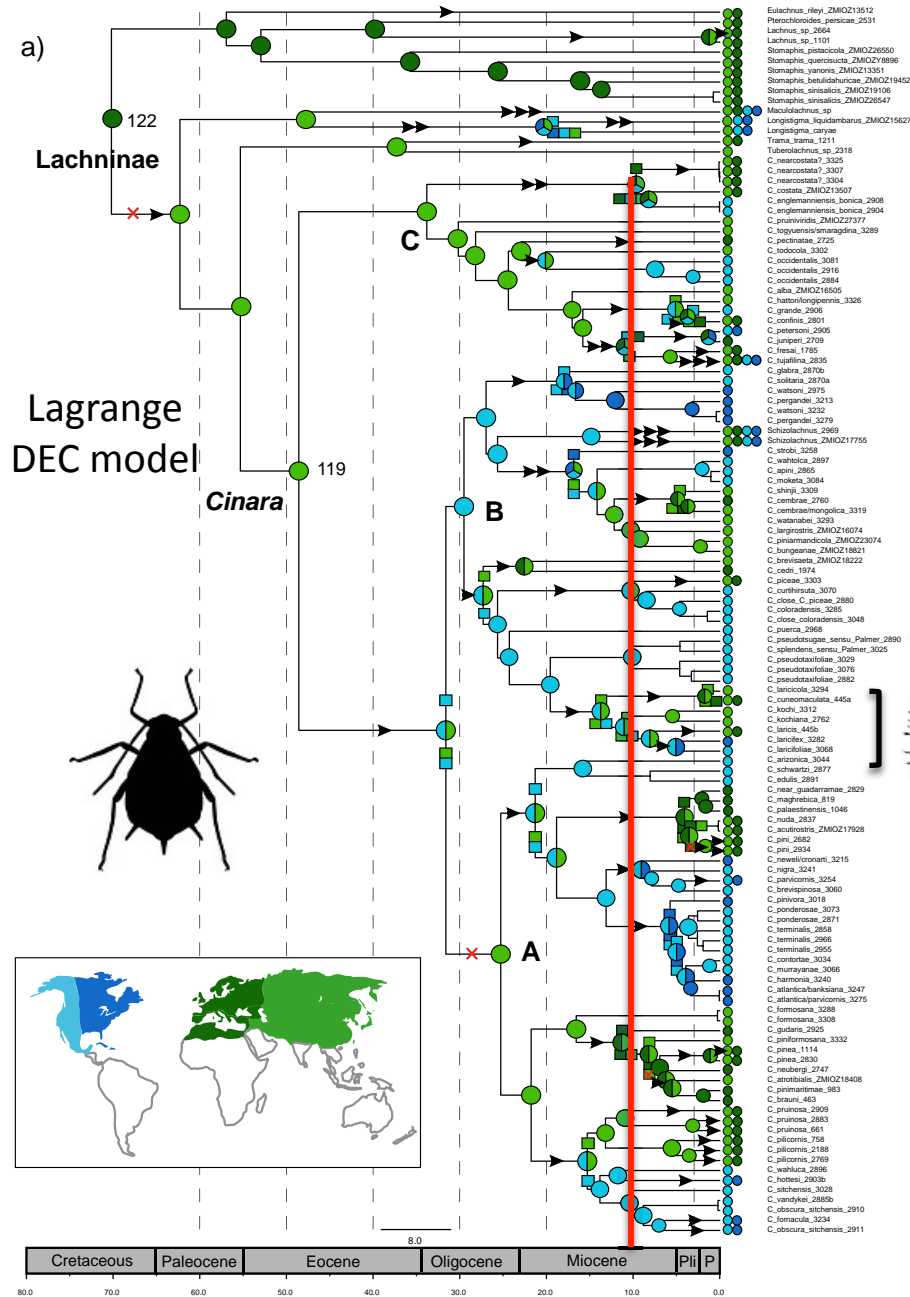 a)
Eulachnus_rileyi_ZMIOZ13512
Pterochloroides_persicae_2531
Lachnus_sp_2664
Lachnus_sp_1101
Stomaphis_pistacicola_ZMIOZ26550
Stomaphis_quercisucta_ZMIOZY8896
Stomaphis_yanonis_ZMIOZ13351
Stomaphis_betulidahuricae_ZMIOZ19452
Stomaphis_sinisalicis_ZMIOZ19106
Stomaphis_sinisalicis_ZMIOZ26547
Maculolachnus_sp
Longistigma_liquidambarus_ZMIOZ15627
Longistigma_caryae
Trama_trama_1211
Tuberolachnus_sp_2318
C_nearcostata?_3325
C_nearcostata?_3307
C_nearcostata?_3304
C_costata_ZMIOZ13507
C_englemanniensis_bonica_2908
C_englemanniensis_bonica_2904
C_pruiniviridis_ZMIOZ27377
C_togyuensis/smaragdina_3289
C_pectinatae_2725
C_todocola_3302
C_occidentalis_3081
C_occidentalis_2916
C_occidentalis_2884
C_alba_ZMIOZ16505
C_hattori/longipennis_3326
C_grande_2906
C_confinis_2801
C_petersoni_2905
C_juniperi_2709
C_fresai_1785
C_tujafilina_2835
C_glabra_2870b
C_solitaria_2870a
C_watsoni_2975
C_pergandei_3213
C_watsoni_3232
C_pergandei_3279
Schizolachnus_2969
Schizolachnus_ZMIOZ17755
C_strobi_3258
C_wahtolca_2897
C_apini_2865
C_moketa_3084
C_shinjii_3309
C_cembrae_2760
C_cembrae/mongolica_3319
C_watanabei_3293
C_largirostris_ZMIOZ16074
C_piniarmandicola_ZMIOZ23074
C_bungeanae_ZMIOZ18821
C_brevisaeta_ZMIOZ18222
C_cedri_1974
C_piceae_3303
C_curtihirsuta_3070
C_close_C_piceae_2880
C_coloradensis_3285
C_close_coloradensis_3048
C_puerca_2968
C_pseudotsugae_sensu_Palmer_2890
C_splendens_sensu_Palmer_3025
C_pseudotaxifoliae_3029
C_pseudotaxifoliae_3076
C_pseudotaxifoliae_2882
C_laricicola_3294
C_cuneomaculata_445a
C_kochi_3312
C_kochiana_2762
C_laricis_445b
C_laricifex_3282
C_laricifoliae_3068
C_arizonica_3044
C_schwartzi_2877
C_edulis_2891
C_near_guadarramae_2829
C_maghrebica_819
C_palaestinensis_1046
C_nuda_2837
C_acutirostris_ZMIOZ17928
C_pini_2682
C_pini_2934
C_neweli/cronarti_3215
C_nigra_3241
C_parvicornis_3254
C_brevispinosa_3060
C_pinivora_3018
C_ponderosae_3073
C_ponderosae_2871
C_terminalis_2858
C_terminalis_2966
C_terminalis_2955
C_contortae_3034
C_murrayanae_3066
C_harmonia_3240
C_atlantica/banksiana_3247
C_atlantica/parvicornis_3275
C_formosana_3288
C_formosana_3308
C_gudaris_2925
C_piniformosana_3332
C_pinea_1114
C_pinea_2830
C_neubergi_2747
C_atrotibialis_ZMIOZ18408
C_pinimaritimae_983
C_brauni_463
C_pruinosa_2909
C_pruinosa_2883
C_pruinosa_661
C_pilicornis_758
C_pilicornis_2188
C_pilicornis_2769
C_wahluca_2896
C_hottesi_2903b
C_sitchensis_3028
C_vandykei_2885b
C_obscura_sitchensis_2910
C_fornacula_3234
C_obscura_sitchensis_2911
122
Lachninae
C
Lagrange
DEC model
119
Cinara
B
A
8.0
Cretaceous Paleocene Eocene Oligocene Miocene Pli P
80.0 70.0 60.0 50.0 40.0 30.0 20.0 10.0 0.0